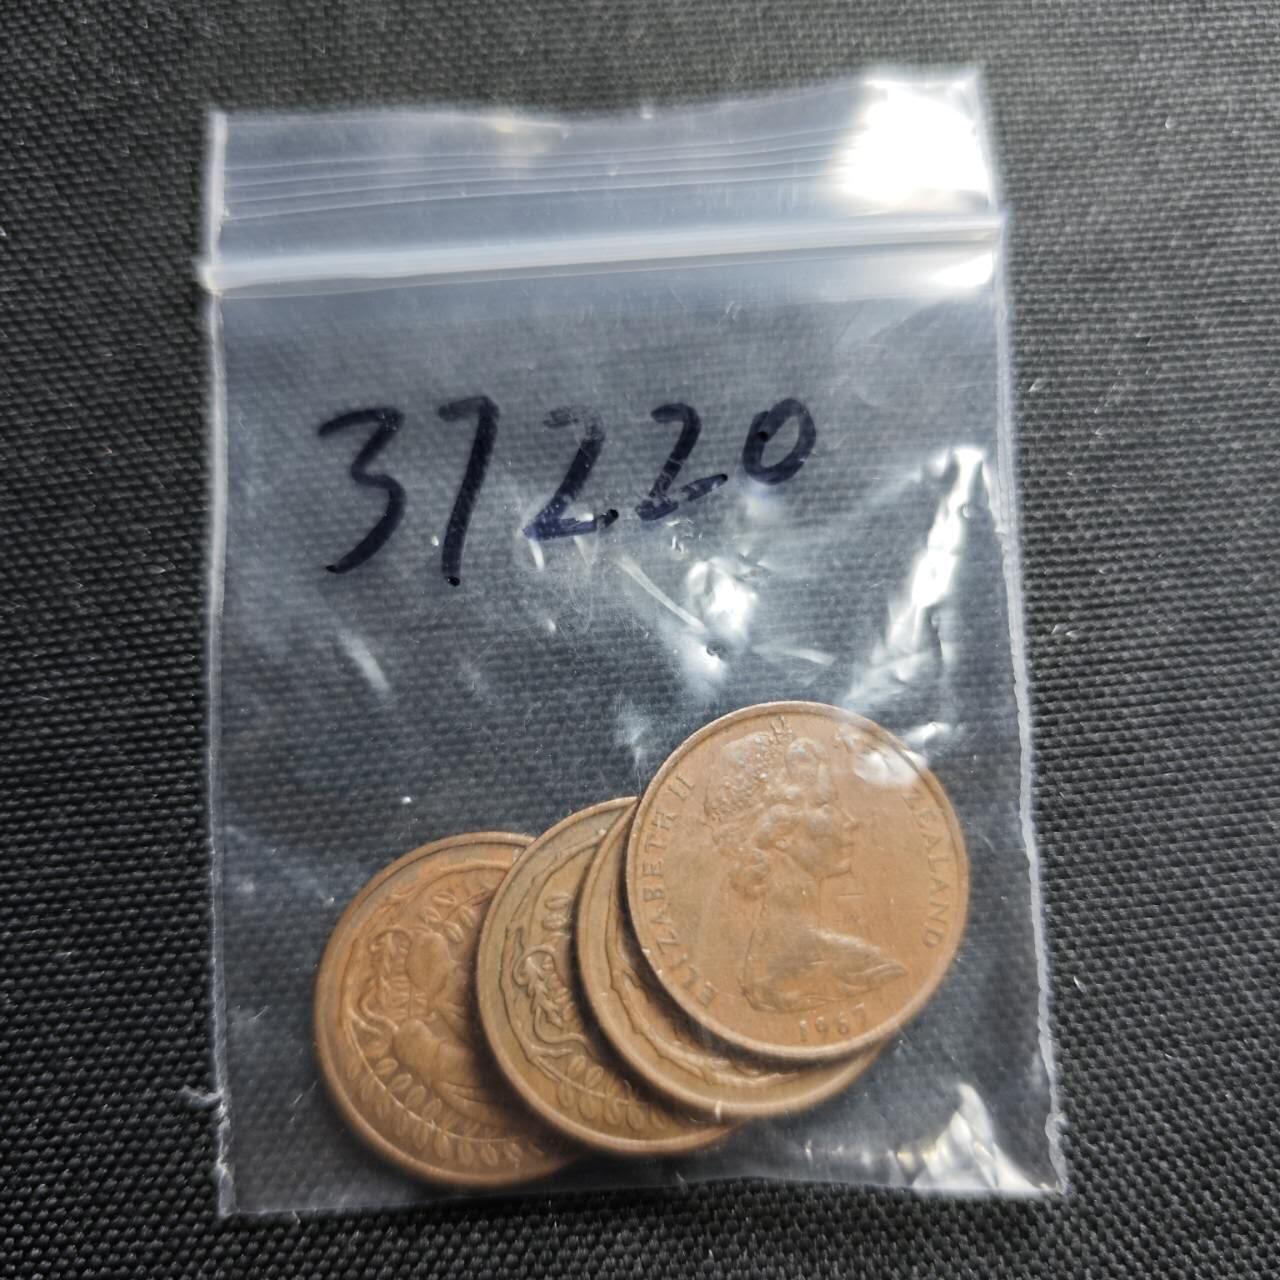 37220
ELIZABETH II
ZEALAND
1967